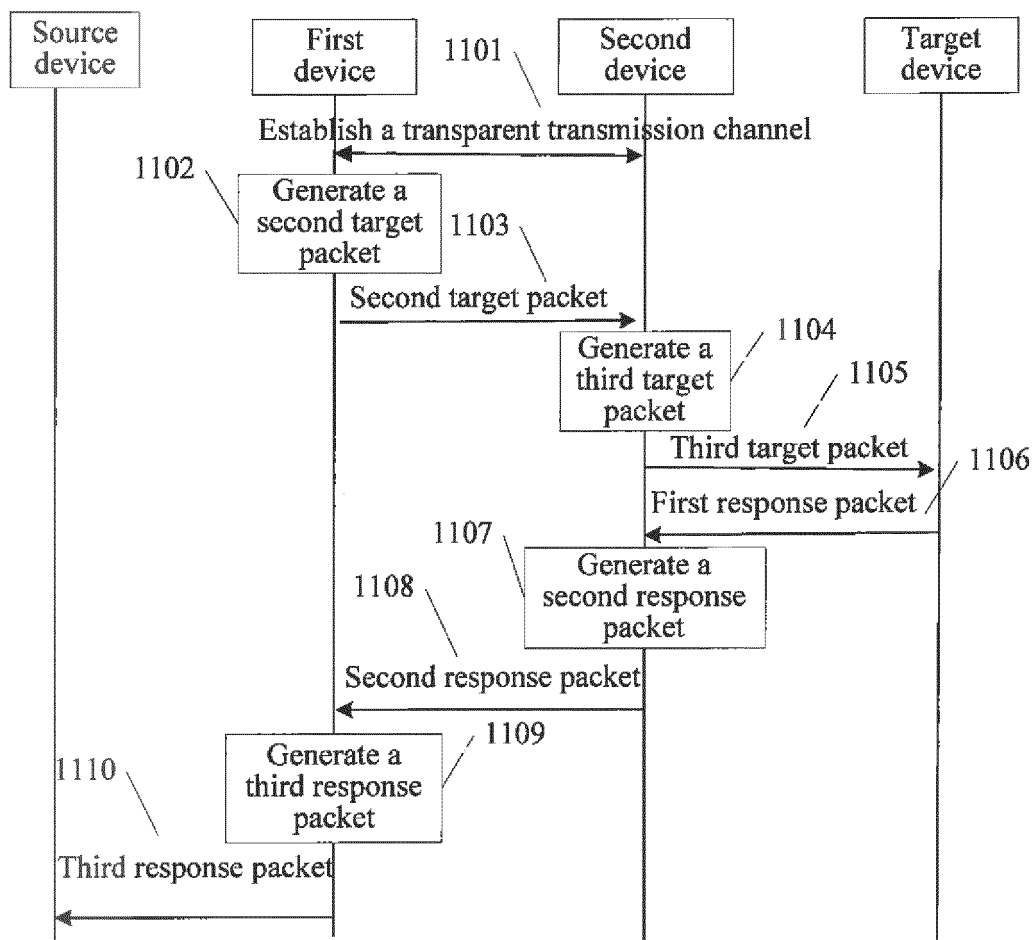 Source
device
First
device
Second
device
Target
device
1101
Establish a transparent transmission channel
1102
Generate a
second target
packet
1103
Second target packet
1104
Generate a
third target
packet
1105
Third target packet
1106
First response packet
1107
Generate a
second response
packet
1108
Second response packet
1109
Generate a
third response
packet
1110
Third response packet